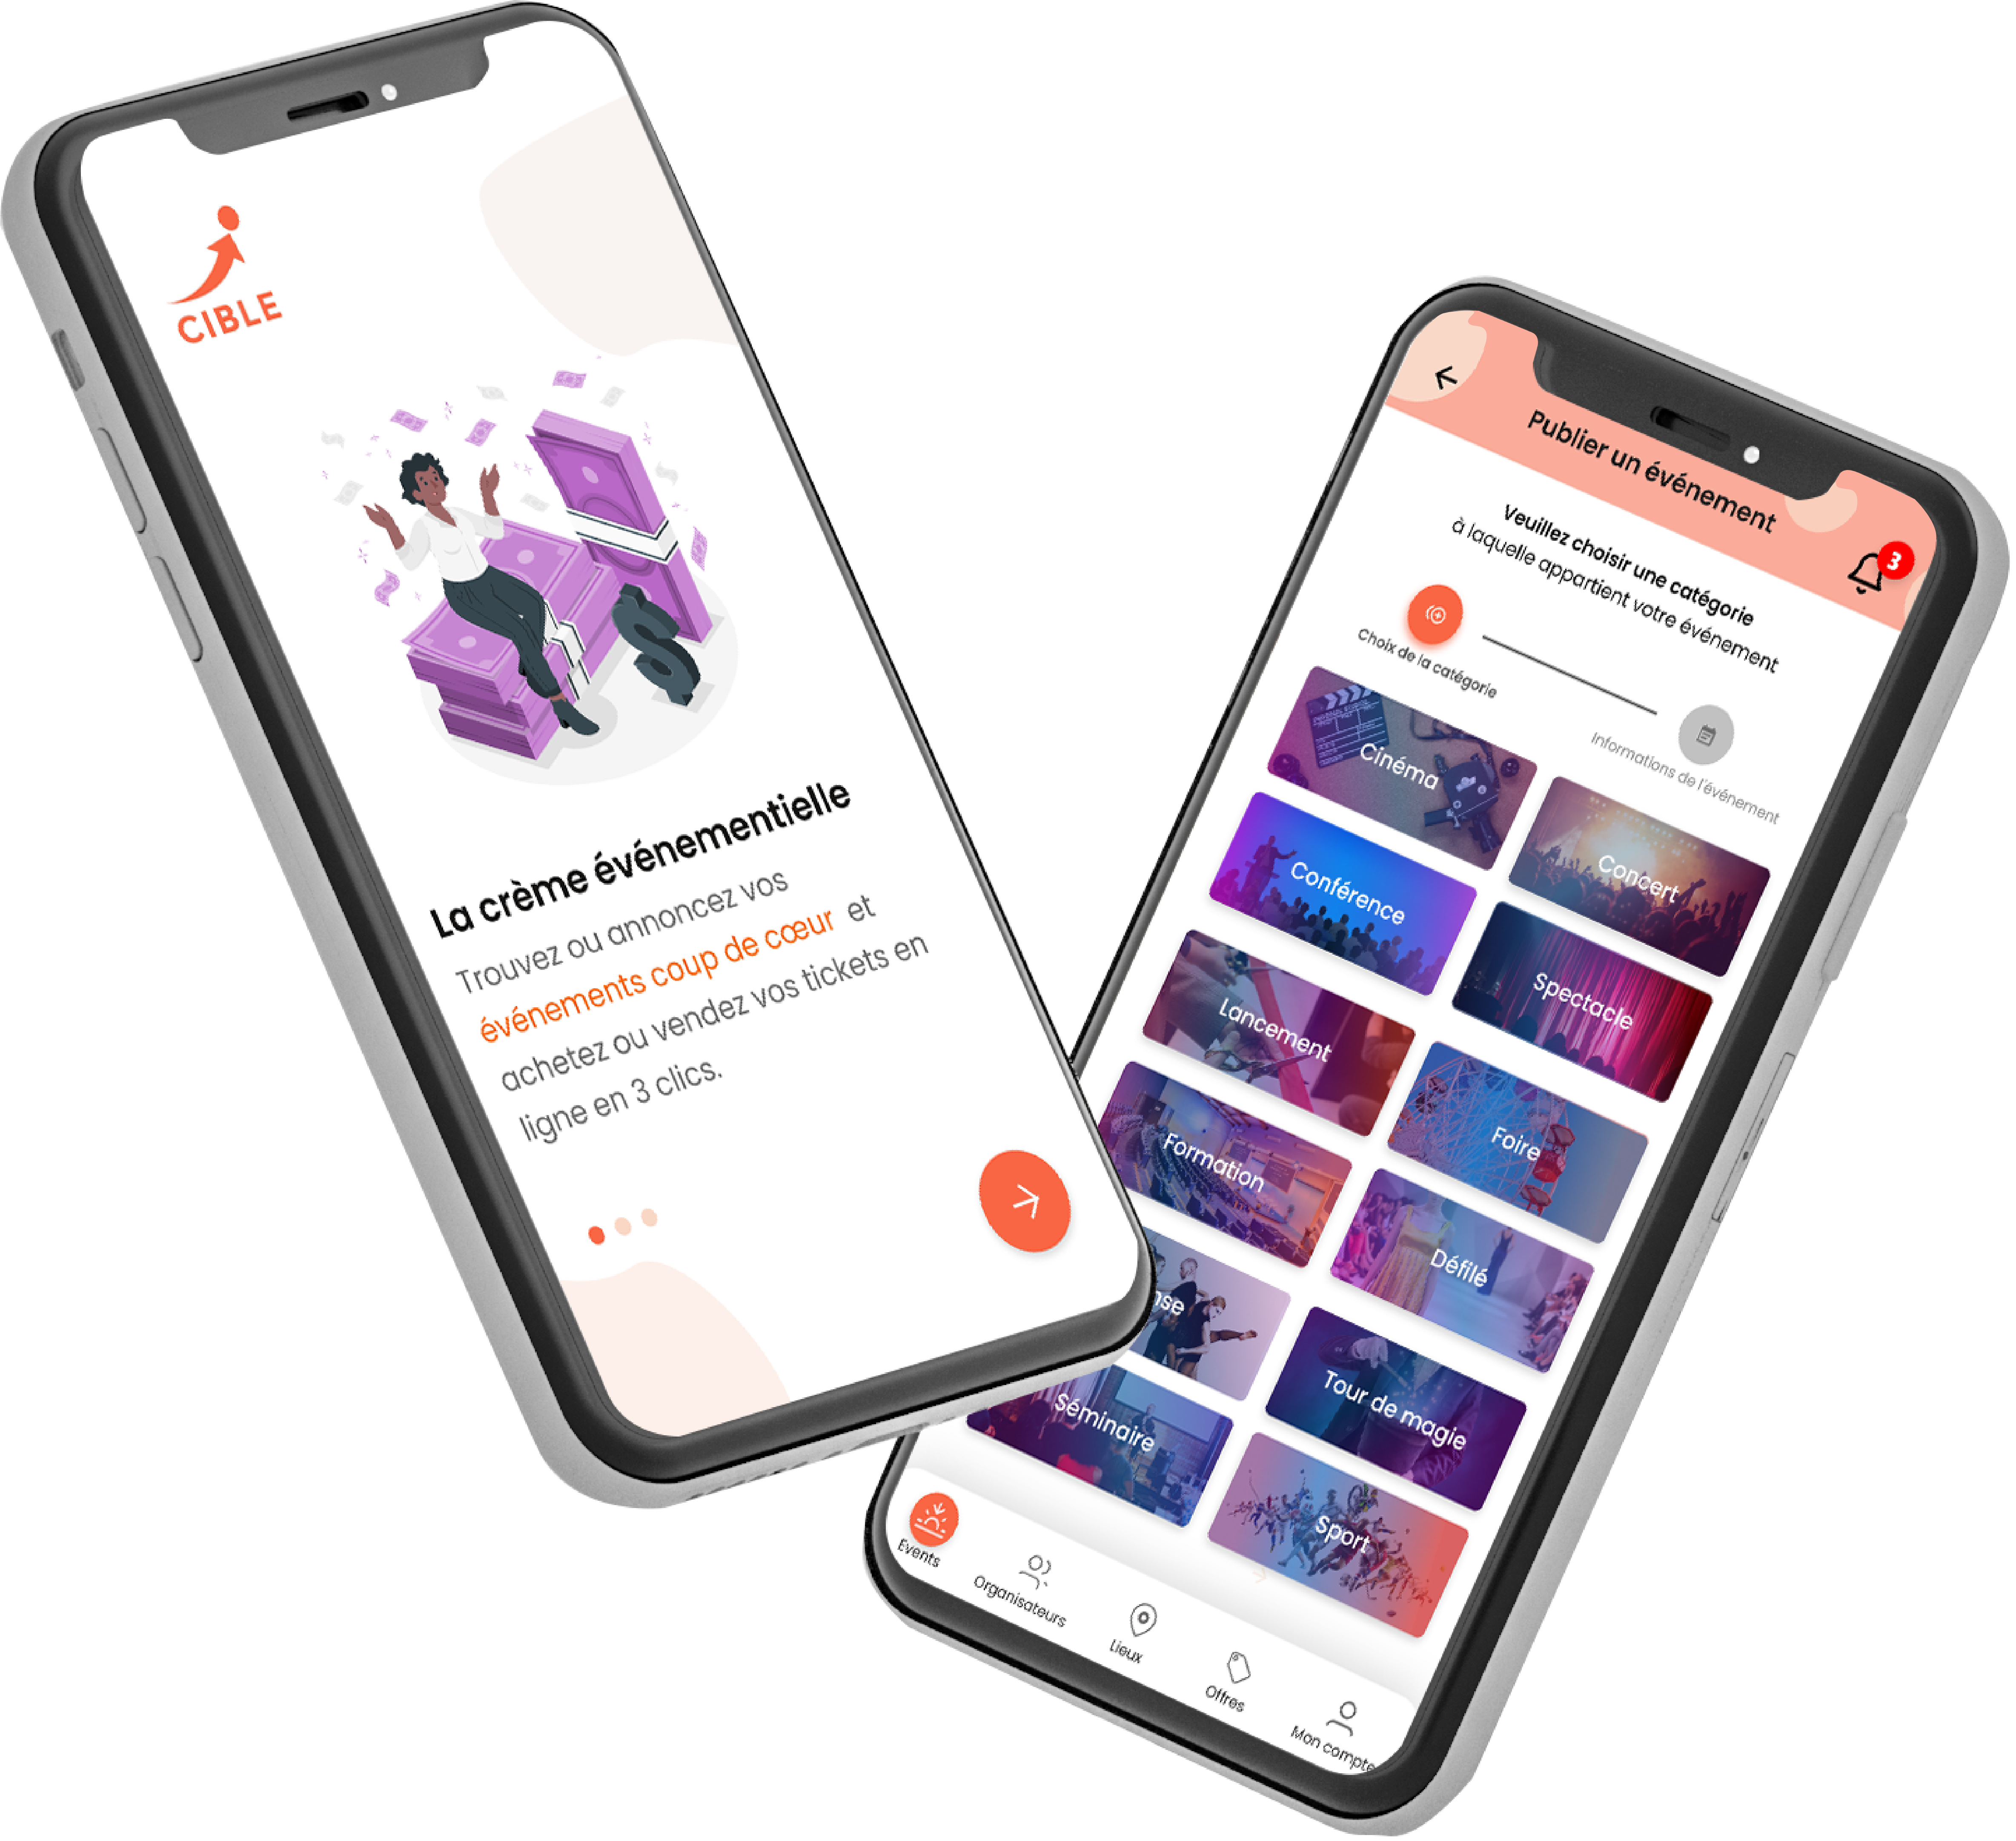 CIBLE
La crème événementielle
Trouvez ou annoncez vos
événements coup de cœur et
achetez ou vendez vos tickets en
ligne en 3 clics.
Publier un événement
3
Veuillez choisir une catégorie
à laquelle appartient votre événement
Choix de la catégorie
Informations de l'événement
Cinéma
Concert
Conférence
Spectacle
Lancement
Foire
Formation
Défilé
nse
Tour de magie
Séminaire
Sport
Events
Organisateurs
Lieux
Offres
Mon compte